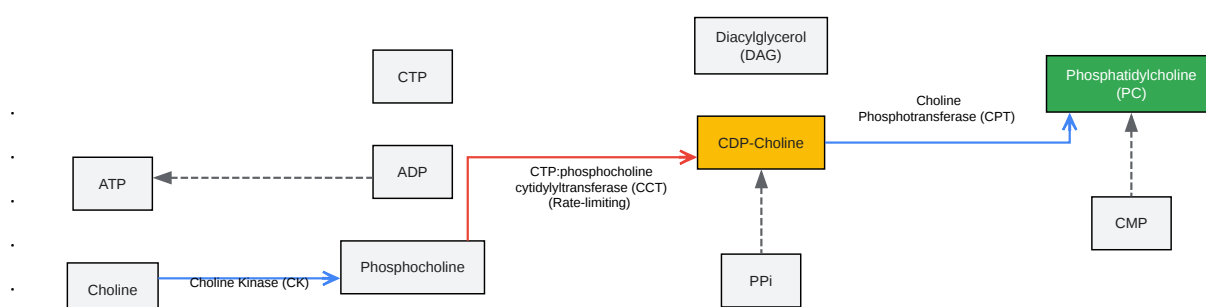 Diacylglycerol
(DAG)
CTP
Phosphatidylcholine
(PC)
Choline
Phosphotransferase (CPT)
CDP-Choline
ATP
ADP
CTP:phosphocholine
cytidylyltransferase (CCT)
(Rate-limiting)
CMP
Phosphocholine
Choline
Choline Kinase (CK)
PPi